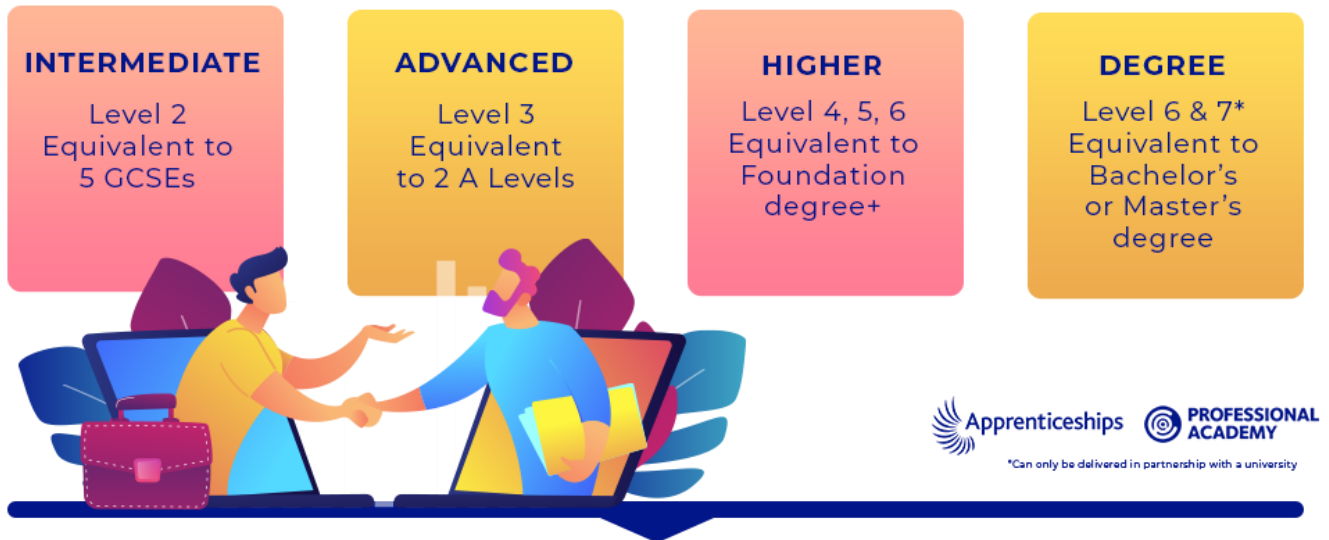 INTERMEDIATE
Level 2
Equivalent to
5 GCSEs
ADVANCED
Level 3
Equivalent
to 2 A Levels
HIGHER
Level 4, 5, 6
Equivalent to
Foundation
degree+
DEGREE
Level 6 & 7*
Equivalent to
Bachelor’s
or Master’s
degree
Apprenticeships
PROFESSIONAL
ACADEMY
*Can only be delivered in partnership with a university